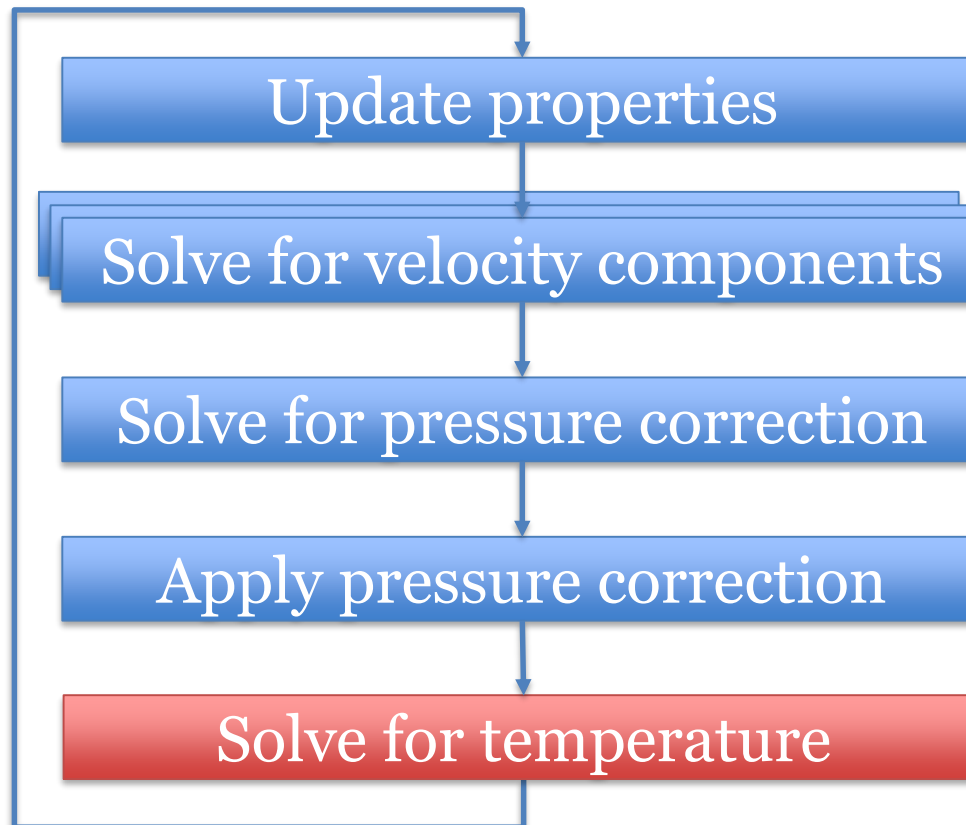 Update properties
Solve for velocity components
Solve for pressure correction
Apply pressure correction
Solve for temperature